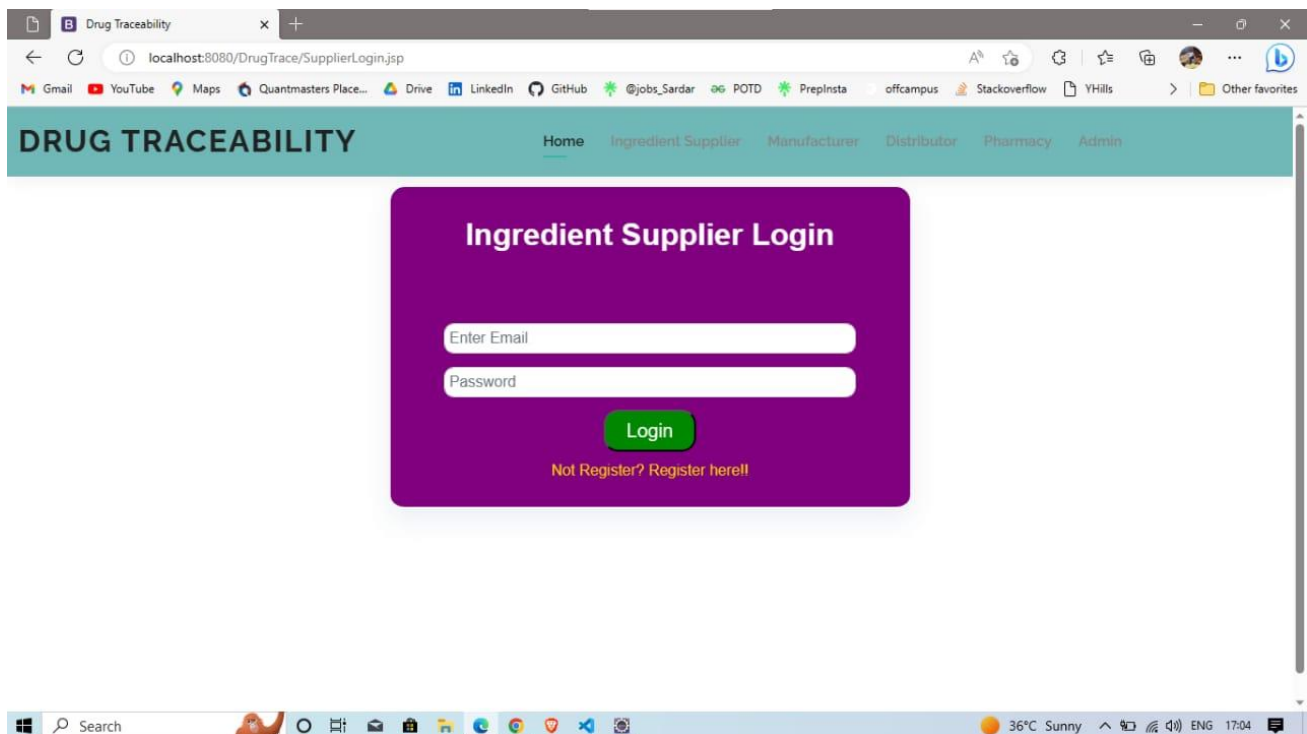 B Drug Traceability
localhost:8080/DrugTrace/SupplierLogin.jsp
Gmail YouTube Maps Quantmasters Place... Drive LinkedIn GitHub @jobs_Sardar POTD PrepInsta offcampus Stackoverflow YHills Other favorites
DRUG TRACEABILITY Home Ingredient Supplier Manufacturer Distributor Pharmacy Admin
Ingredient Supplier Login
Enter Email
Password
Login
Not Register? Register here!!
Search 36°C Sunny ENG 17:04